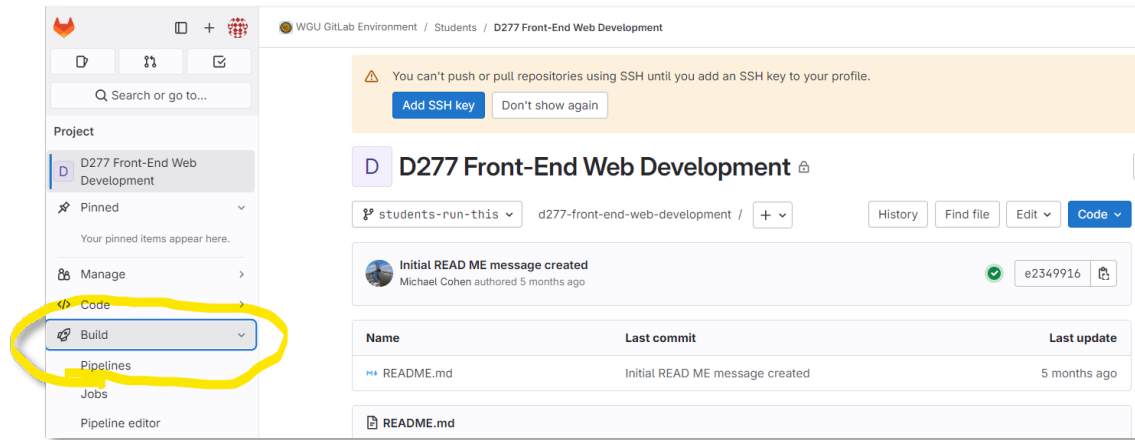 WGU GitLab Environment / Students / D277 Front-End Web Development
Search or go to...
Project
D D277 Front-End Web
Development
Pinned
Your pinned items appear here.
Manage
Code
Build
Pipelines
Jobs
Pipeline editor
You can't push or pull repositories using SSH until you add an SSH key to your profile.
Add SSH key Don't show again
D D277 Front-End Web Development
students-run-this d277-front-end-web-development / + History Find file Edit Code
Initial READ ME message created
Michael Cohen authored 5 months ago
e2349916
Name Last commit Last update
M↓ README.md Initial READ ME message created 5 months ago
README.md